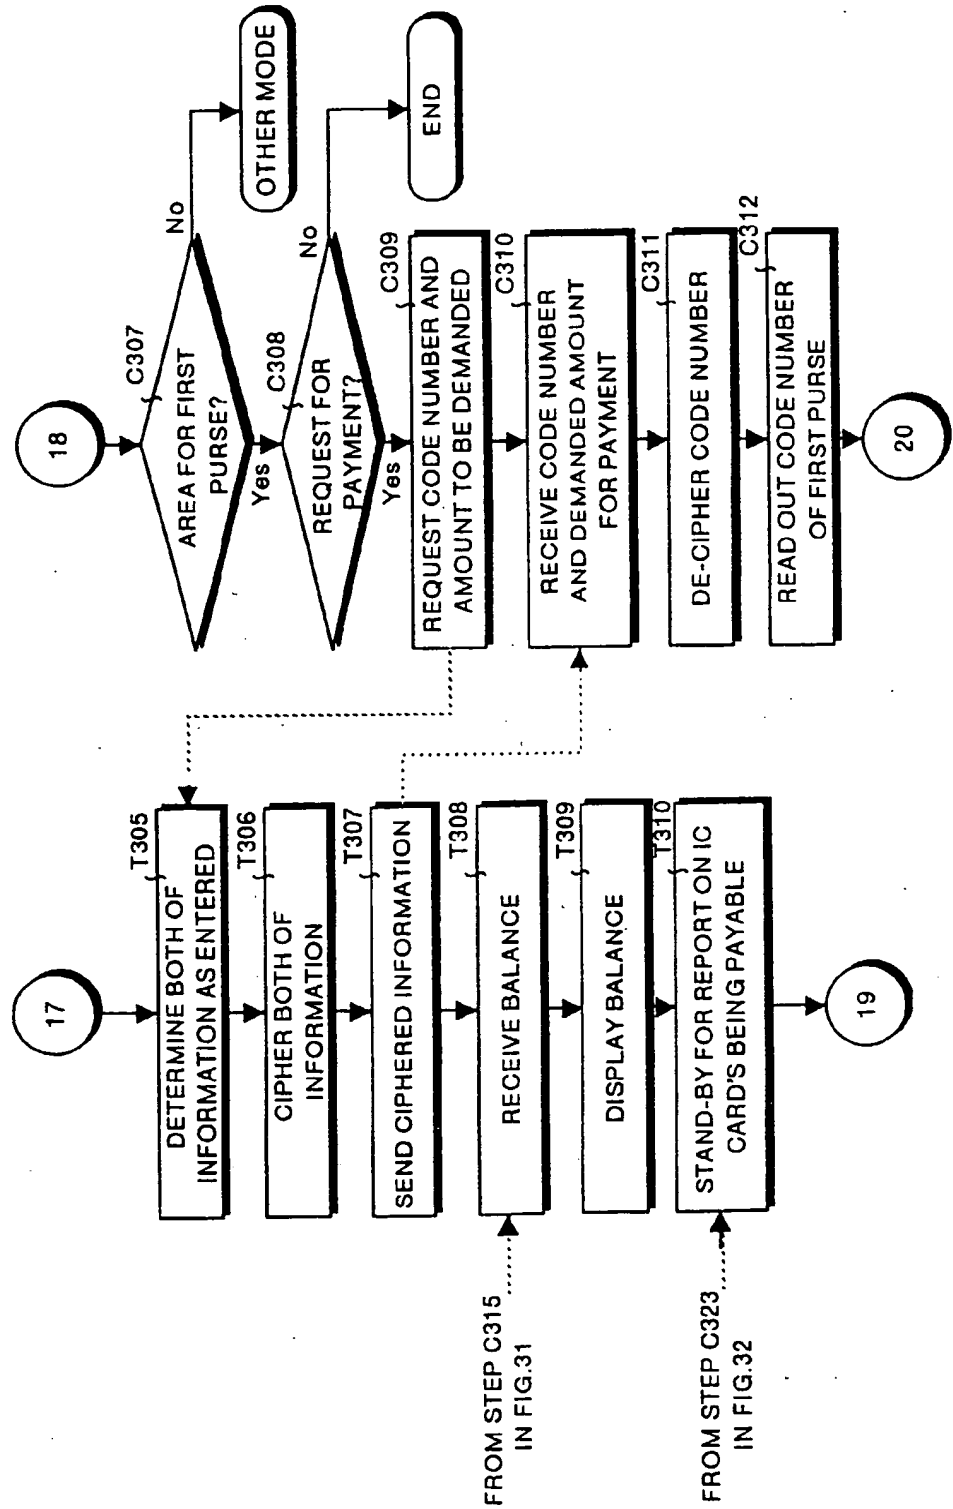 17
T305
DETERMINE BOTH OF
INFORMATION AS ENTERED
T306
CIPHER BOTH OF
INFORMATION
T307
SEND CIPHERED INFORMATION
T308
RECEIVE BALANCE
FROM STEP C315
IN FIG.31
T309
DISPLAY BALANCE
T310
STAND-BY FOR REPORT ON IC
CARD'S BEING PAYABLE
FROM STEP C323
IN FIG.32
19
18
C307
AREA FOR FIRST
PURSE?
No
OTHER MODE
Yes
C308
REQUEST FOR
PAYMENT?
No
END
Yes
C309
REQUEST CODE NUMBER AND
AMOUNT TO BE DEMANDED
C310
RECEIVE CODE NUMBER
AND DEMANDED AMOUNT
FOR PAYMENT
C311
DE-CIPHER CODE NUMBER
C312
READ OUT CODE NUMBER
OF FIRST PURSE
20